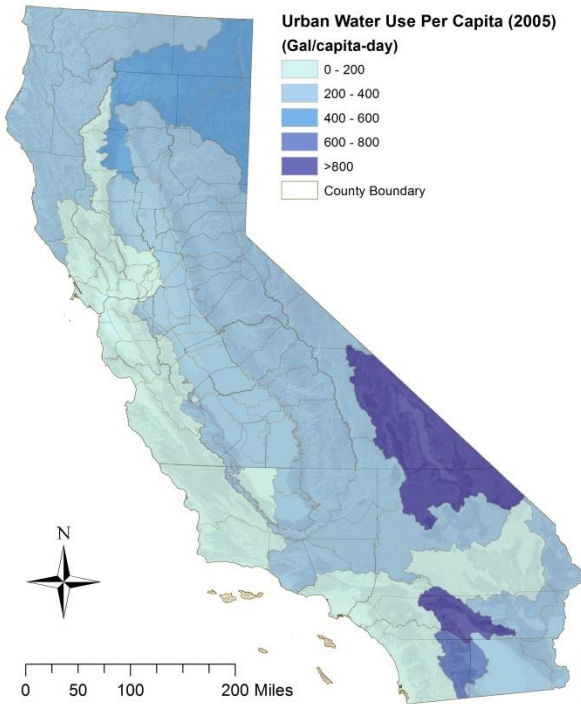 Urban Water Use Per Capita (2005)
(Gal/capita-day)
0 - 200
200 - 400
400 - 600
600 - 800
>800
County Boundary
N
0 50 100 200 Miles